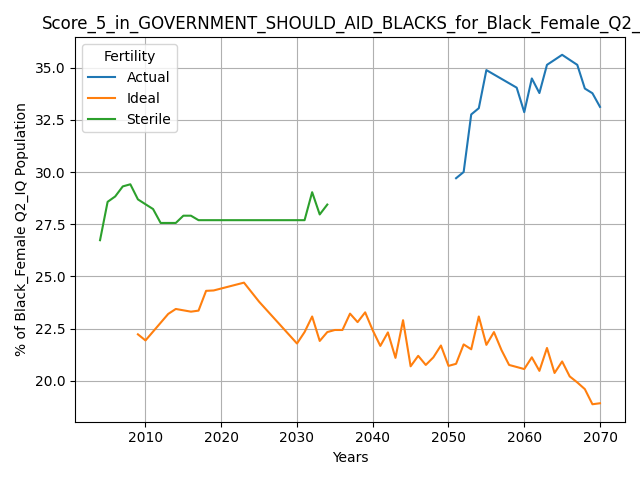 Score_5_in_GOVERNMENT_SHOULD_AID_BLACKS_for_Black_Female_Q2_
Fertility
Actual
Ideal
Sterile
% of Black_Female Q2_IQ Population
35.0
32.5
30.0
27.5
25.0
22.5
20.0
2010 2020 2030 2040 2050 2060 2070
Years